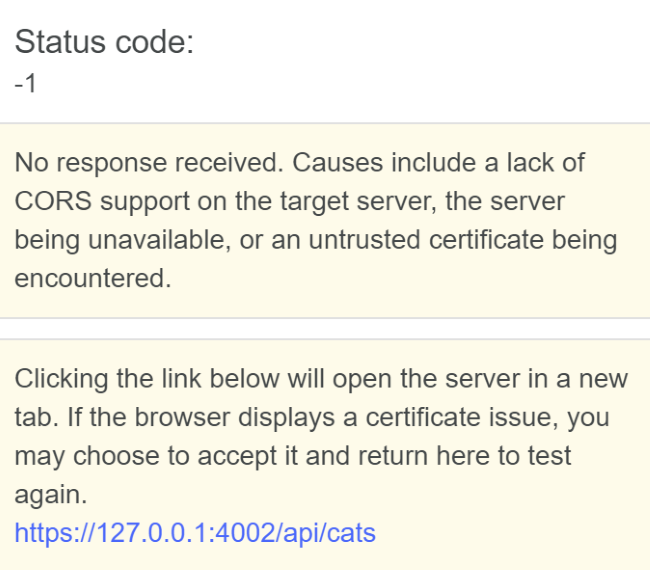 Status code:
-1
No response received. Causes include a lack of
CORS support on the target server, the server
being unavailable, or an untrusted certificate being
encountered.
Clicking the link below will open the server in a new
tab. If the browser displays a certificate issue, you
may choose to accept it and return here to test
again.
https://127.0.0.1:4002/api/cats